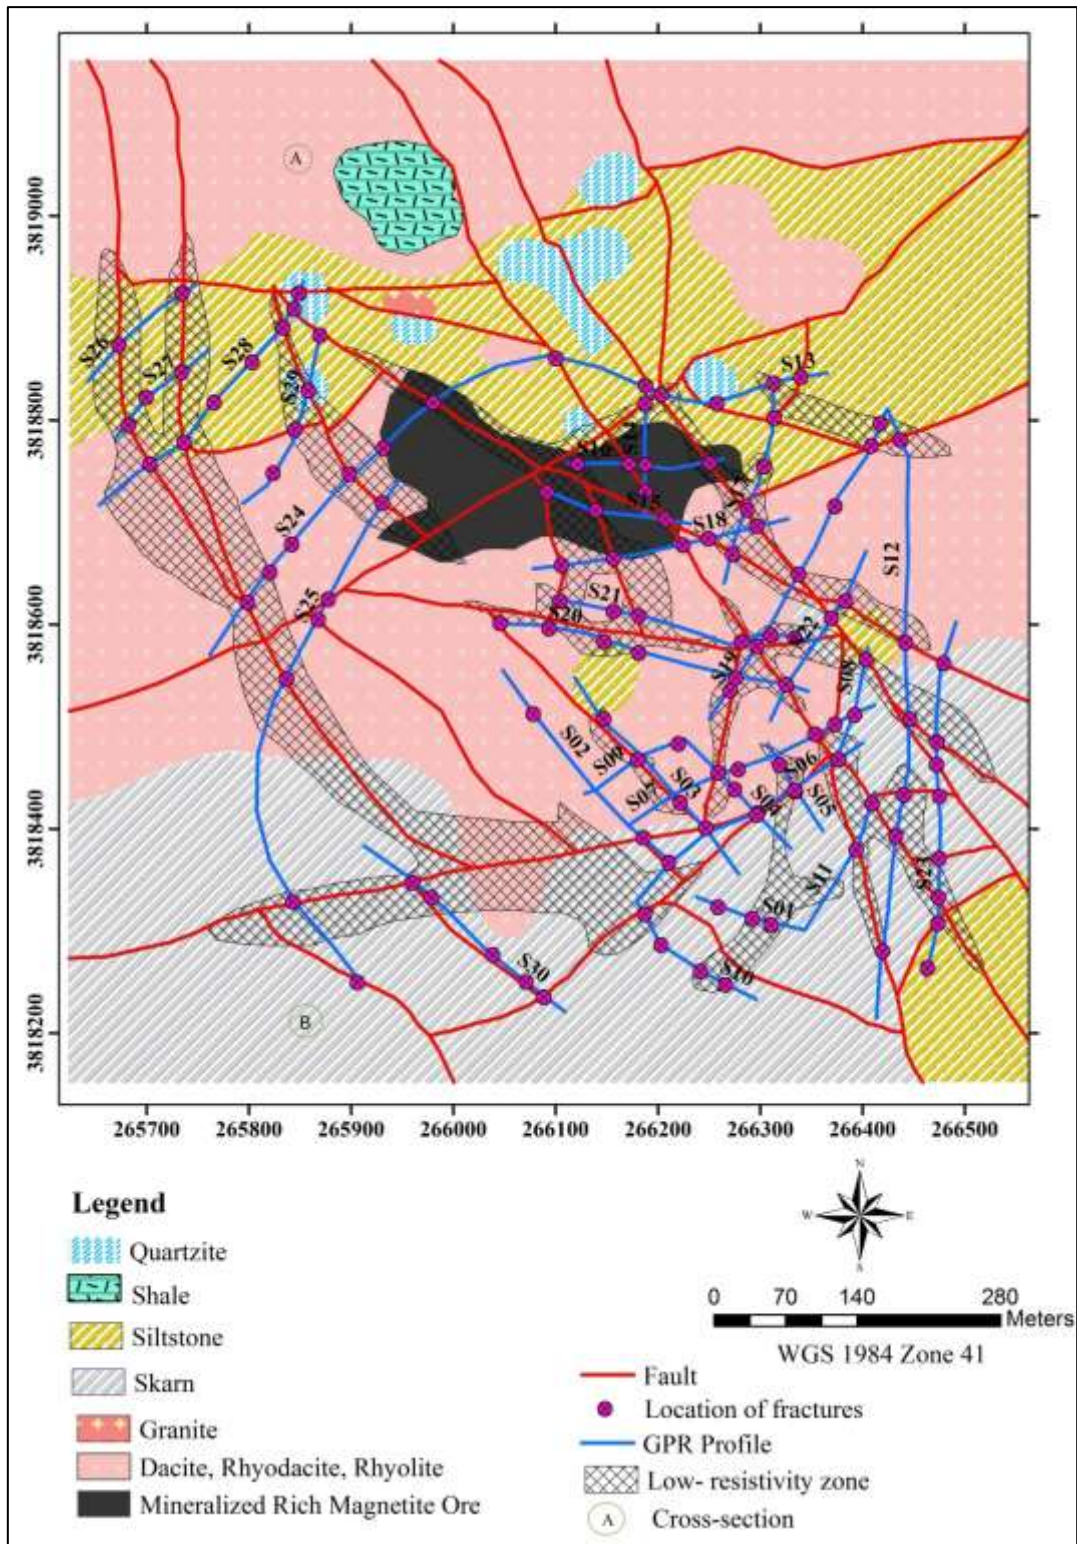 A
3819000
3818800
3818600
3818400
3818200
S26
S27
S28
S29
S13
S16
S15
S17
S18
S12
S24
S25
S21
S20
S22
S19
S08
S02
S09
S06
S03
S07
S04
S05
S11
S01
S10
S30
B
265700 265800 265900 266000 266100 266200 266300 266400 266500
Legend
Quartzite
Shale
Siltstone
Skarn
Granite
Dacite, Rhyodacite, Rhyolite
Mineralized Rich Magnetite Ore
N
W E
S
0 70 140 280
Meters
WGS 1984 Zone 41
Fault
Location of fractures
GPR Profile
Low- resistivity zone
A Cross-section